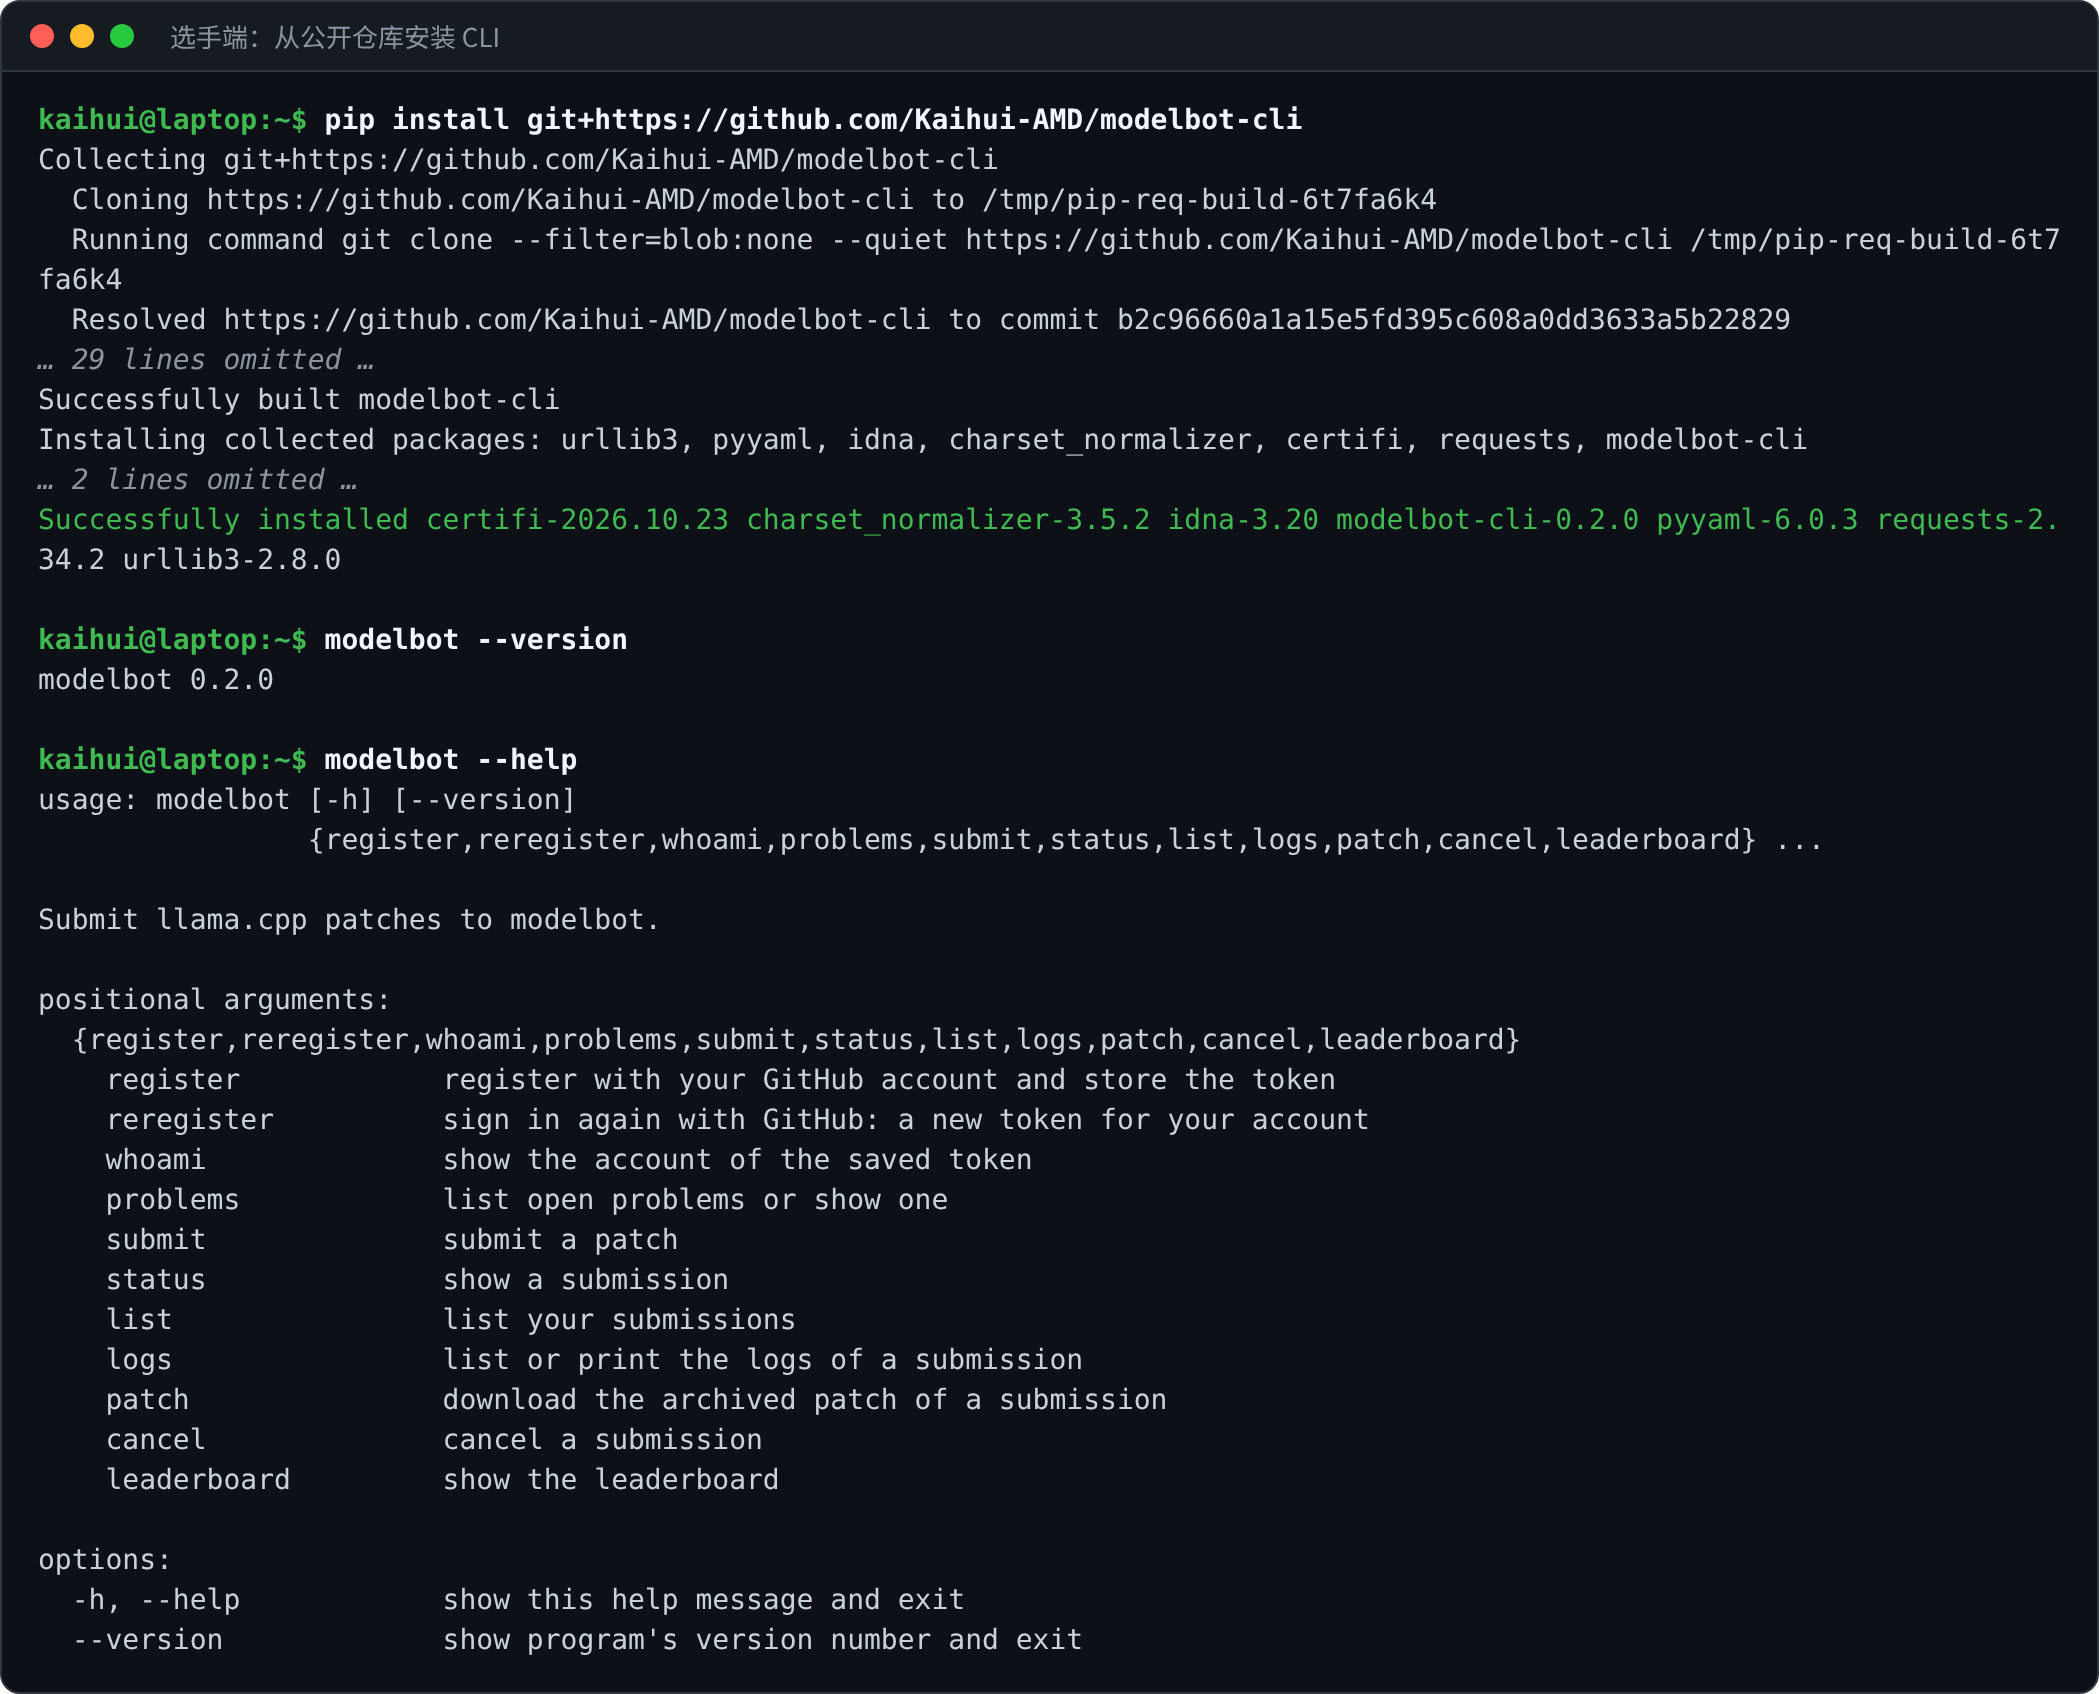 选手端：从公开仓库安装 CLI
kaihui@laptop:~$ pip install git+https://github.com/Kaihui-AMD/modelbot-cli
Collecting git+https://github.com/Kaihui-AMD/modelbot-cli
  Cloning https://github.com/Kaihui-AMD/modelbot-cli to /tmp/pip-req-build-6t7fa6k4
  Running command git clone --filter=blob:none --quiet https://github.com/Kaihui-AMD/modelbot-cli /tmp/pip-req-build-6t7
fa6k4
  Resolved https://github.com/Kaihui-AMD/modelbot-cli to commit b2c96660a1a15e5fd395c608a0dd3633a5b22829
… 29 lines omitted …
Successfully built modelbot-cli
Installing collected packages: urllib3, pyyaml, idna, charset_normalizer, certifi, requests, modelbot-cli
… 2 lines omitted …
Successfully installed certifi-2026.10.23 charset_normalizer-3.5.2 idna-3.20 modelbot-cli-0.2.0 pyyaml-6.0.3 requests-2.
34.2 urllib3-2.8.0
kaihui@laptop:~$ modelbot --version
modelbot 0.2.0
kaihui@laptop:~$ modelbot --help
usage: modelbot [-h] [--version]
                {register,reregister,whoami,problems,submit,status,list,logs,patch,cancel,leaderboard} ...
Submit llama.cpp patches to modelbot.
positional arguments:
  {register,reregister,whoami,problems,submit,status,list,logs,patch,cancel,leaderboard}
    register            register with your GitHub account and store the token
    reregister          sign in again with GitHub: a new token for your account
    whoami              show the account of the saved token
    problems            list open problems or show one
    submit              submit a patch
    status              show a submission
    list                list your submissions
    logs                list or print the logs of a submission
    patch               download the archived patch of a submission
    cancel              cancel a submission
    leaderboard         show the leaderboard
options:
  -h, --help            show this help message and exit
  --version             show program's version number and exit